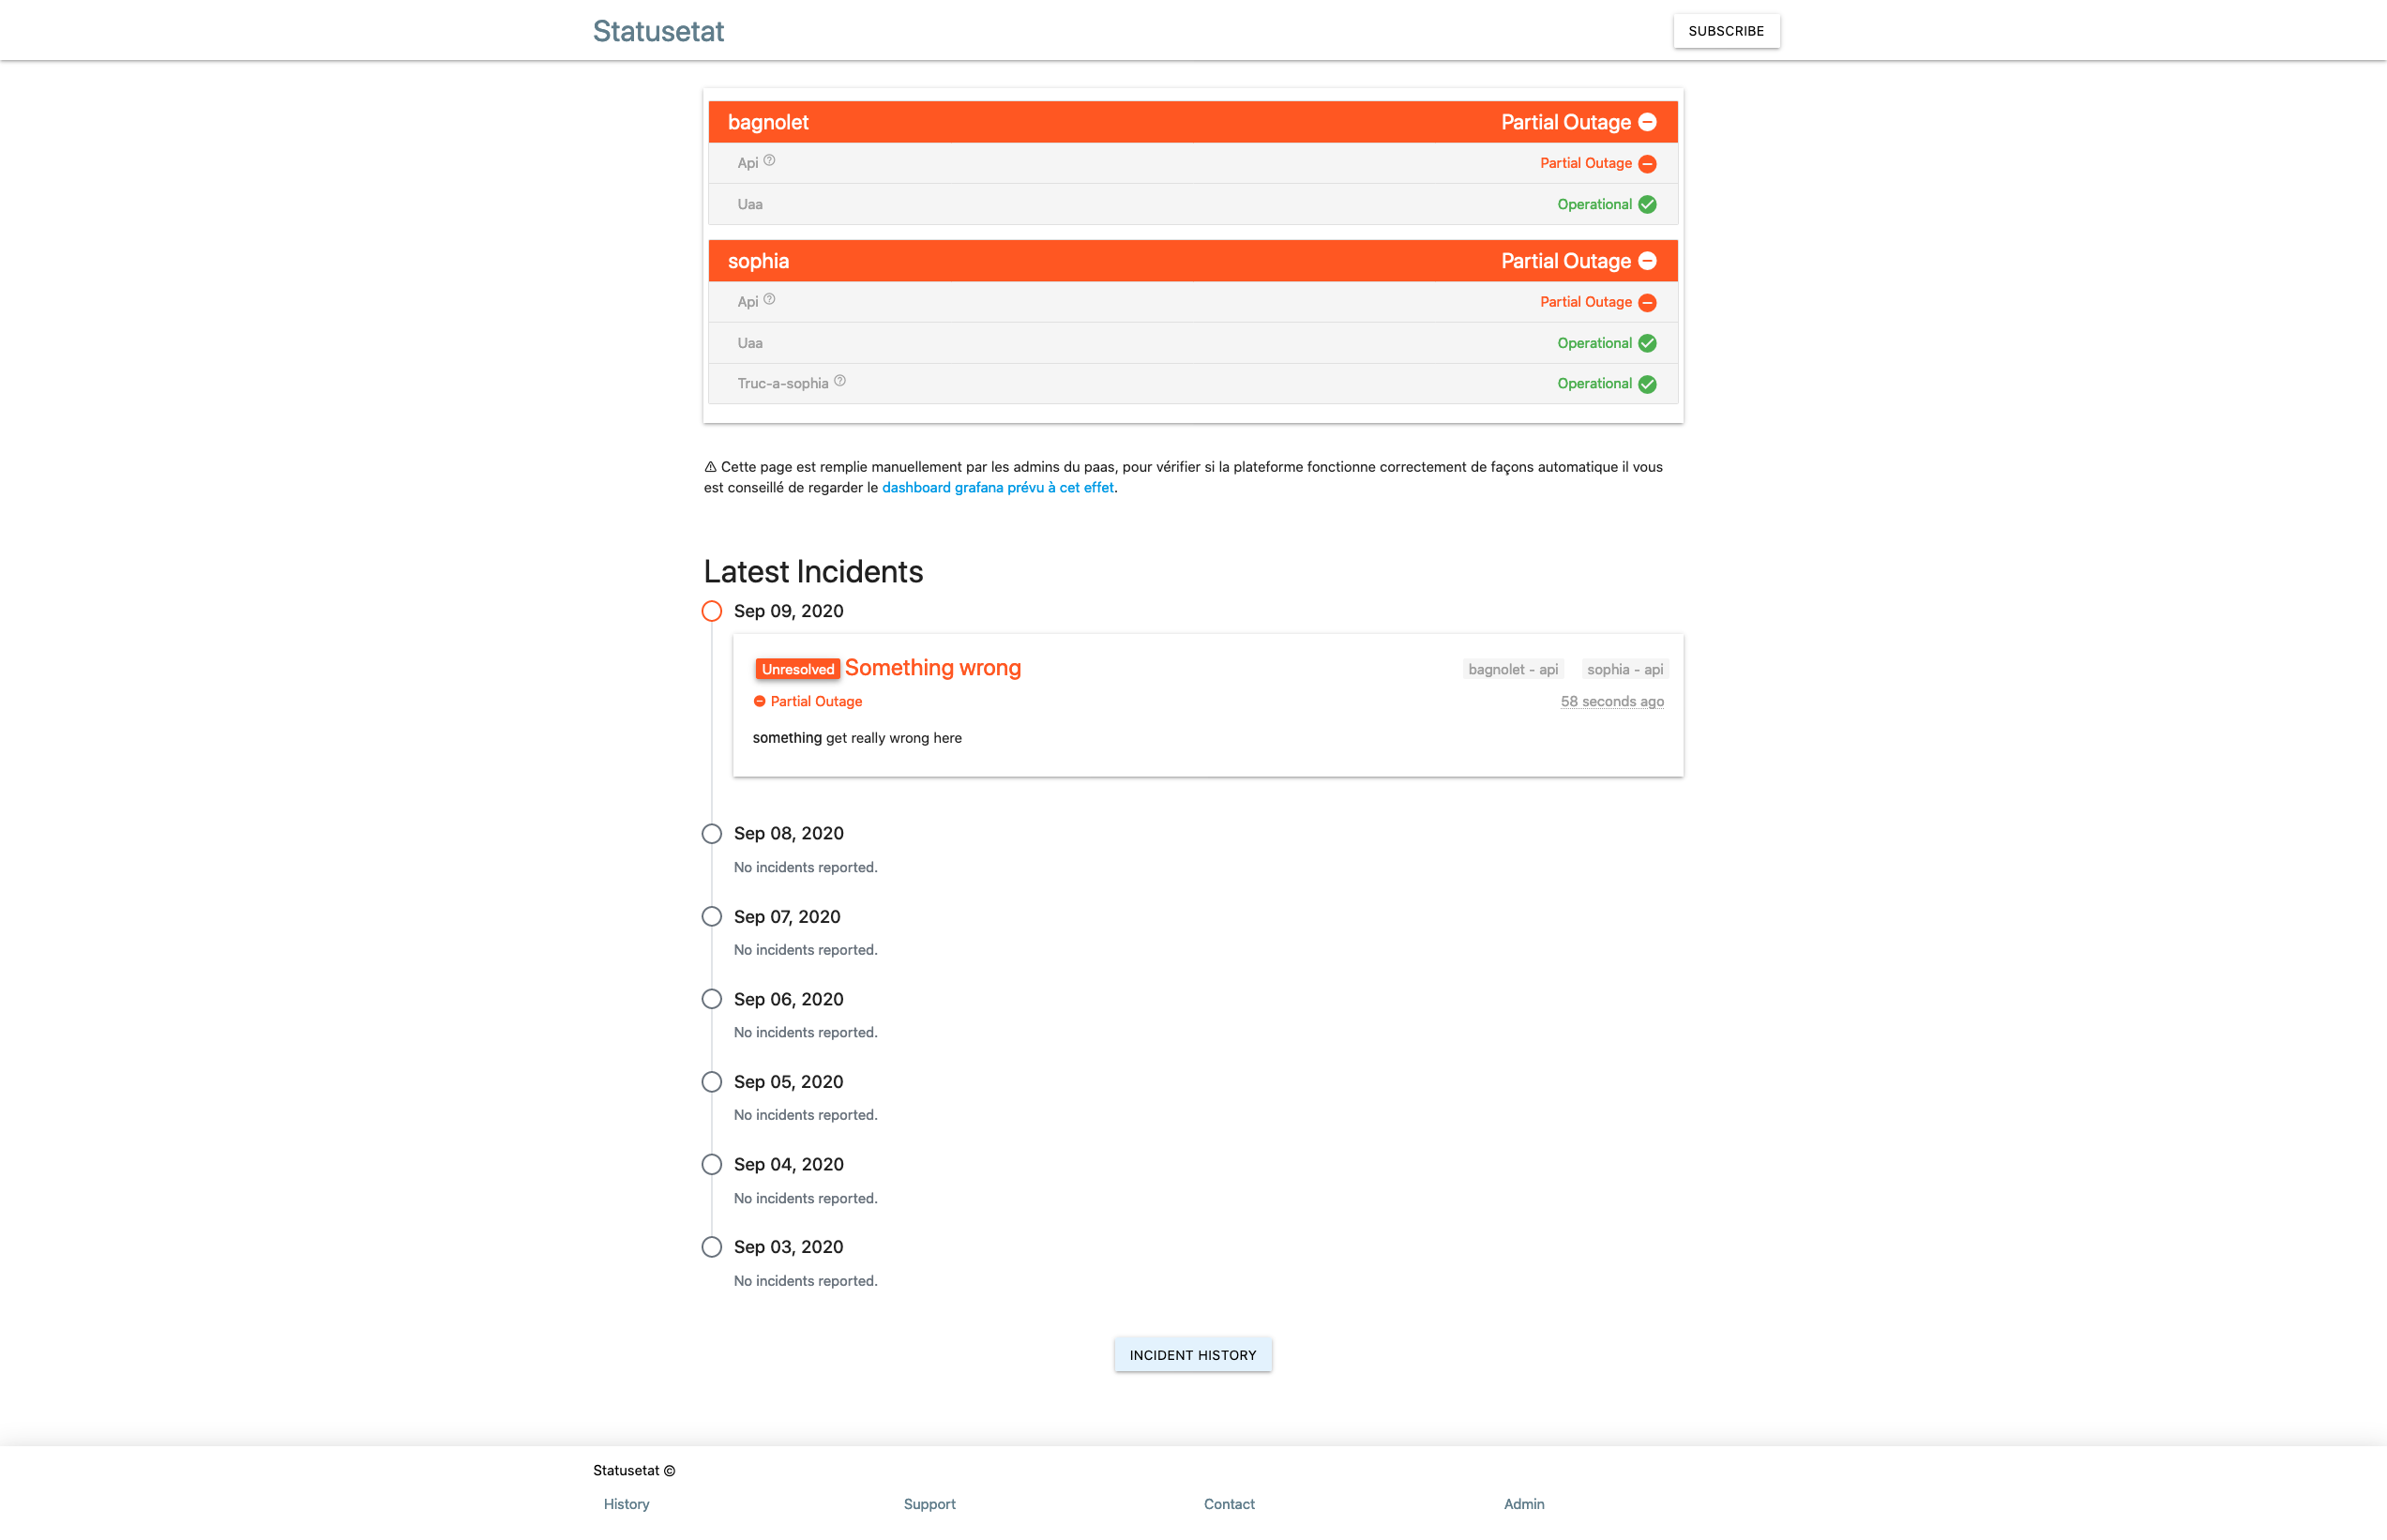 Statusetat
SUBSCRIBE
bagnolet Partial Outage
Api Partial Outage
Uaa Operational
sophia Partial Outage
Api Partial Outage
Uaa Operational
Truc-a-sophia Operational
⚠ Cette page est remplie manuellement par les admins du paas, pour vérifier si la plateforme fonctionne correctement de façons automatique il vous
est conseillé de regarder le dashboard grafana prévu à cet effet.
Latest Incidents
Sep 09, 2020
Unresolved Something wrong bagnolet - api sophia - api
Partial Outage 58 seconds ago
something get really wrong here
Sep 08, 2020
No incidents reported.
Sep 07, 2020
No incidents reported.
Sep 06, 2020
No incidents reported.
Sep 05, 2020
No incidents reported.
Sep 04, 2020
No incidents reported.
Sep 03, 2020
No incidents reported.
INCIDENT HISTORY
Statusetat ©
History Support Contact Admin